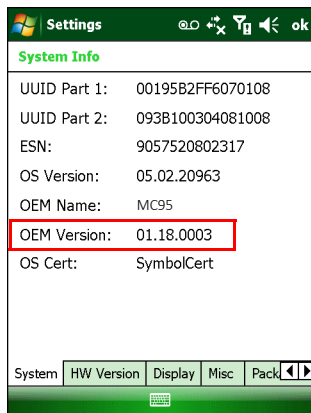 Settings ok
System Info
UUID Part 1: 00195B2FF6070108
UUID Part 2: 093B100304081008
ESN: 9057520802317
OS Version: 05.02.20963
OEM Name: MC95
OEM Version: 01.18.0003
OS Cert: SymbolCert
System HW Version Display Misc Pack